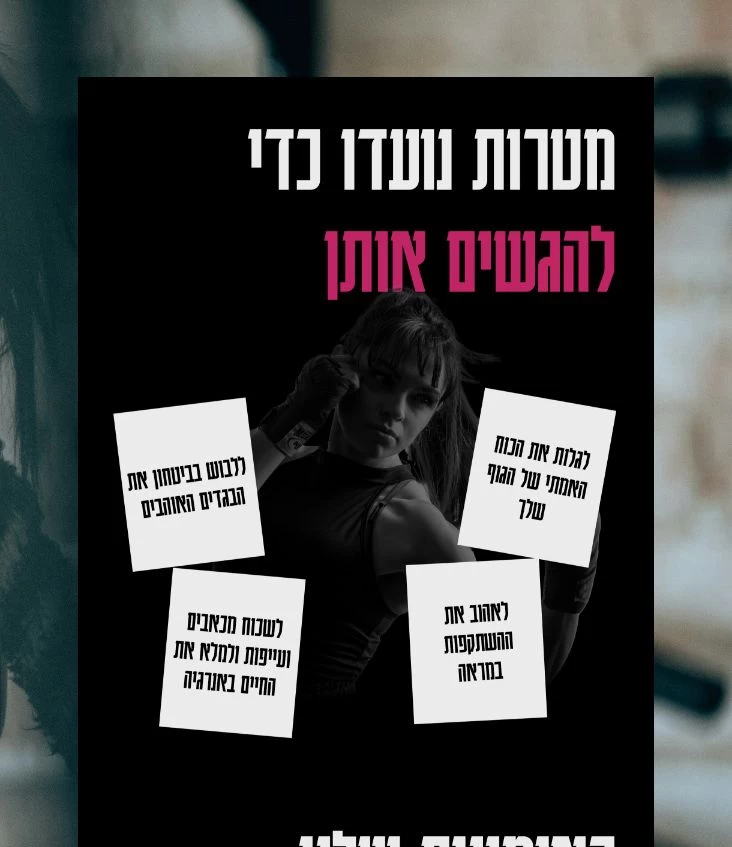 מטרות נועדו כדי
להגשים אותן
לגלות את הכוח
האמתי של הגוף
שלך
ללבוש בביטחון את
הבגדים האוהבים
לאהוב את
ההשתקפות
במראה
לשכוח מכאבים
ועייפות ולמלא את
החיים באנרגיה